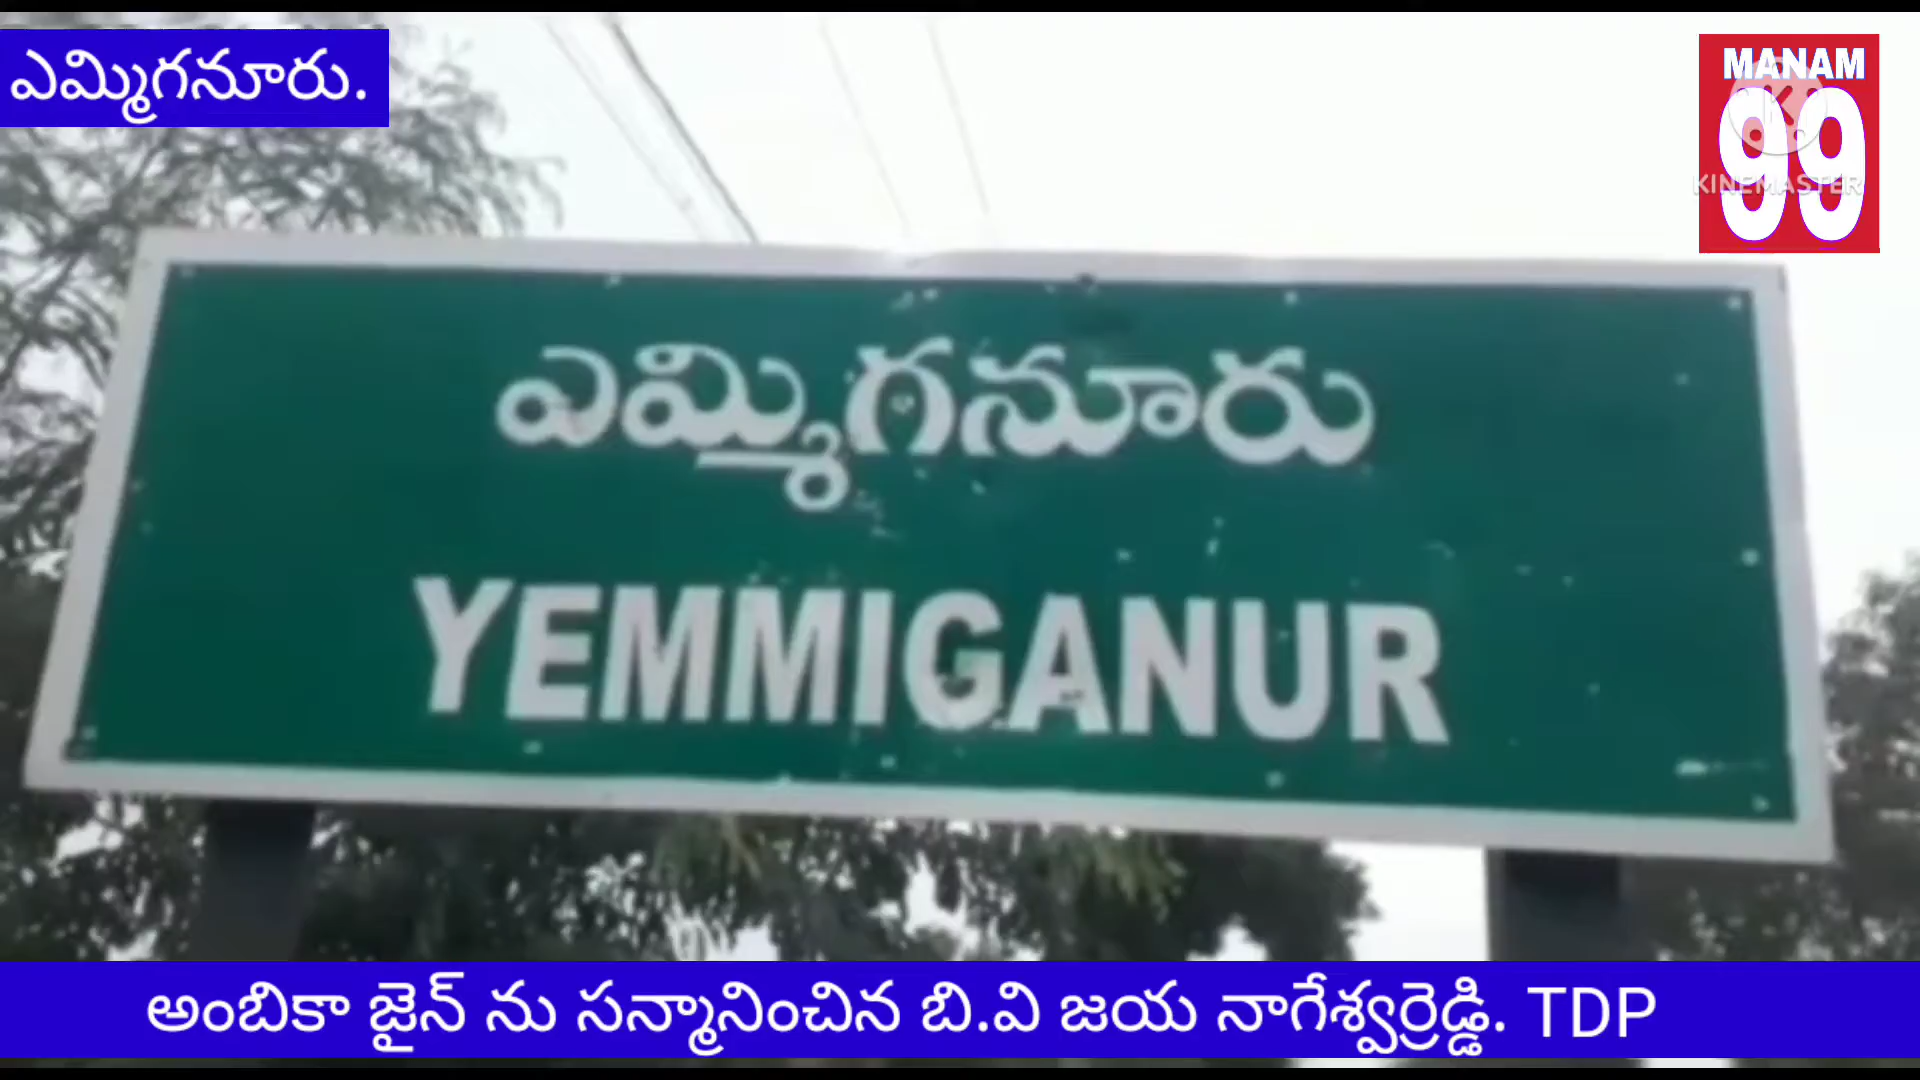 ఎమ్మిగనూరు.
MANAM
99
KINEMASTER
ఎమ్మిగనూరు
YEMMIGANUR
అంబికా జైన్ ను సన్మానించిన బి.వి జయ నాగేశ్వర్రెడ్డి. TDP